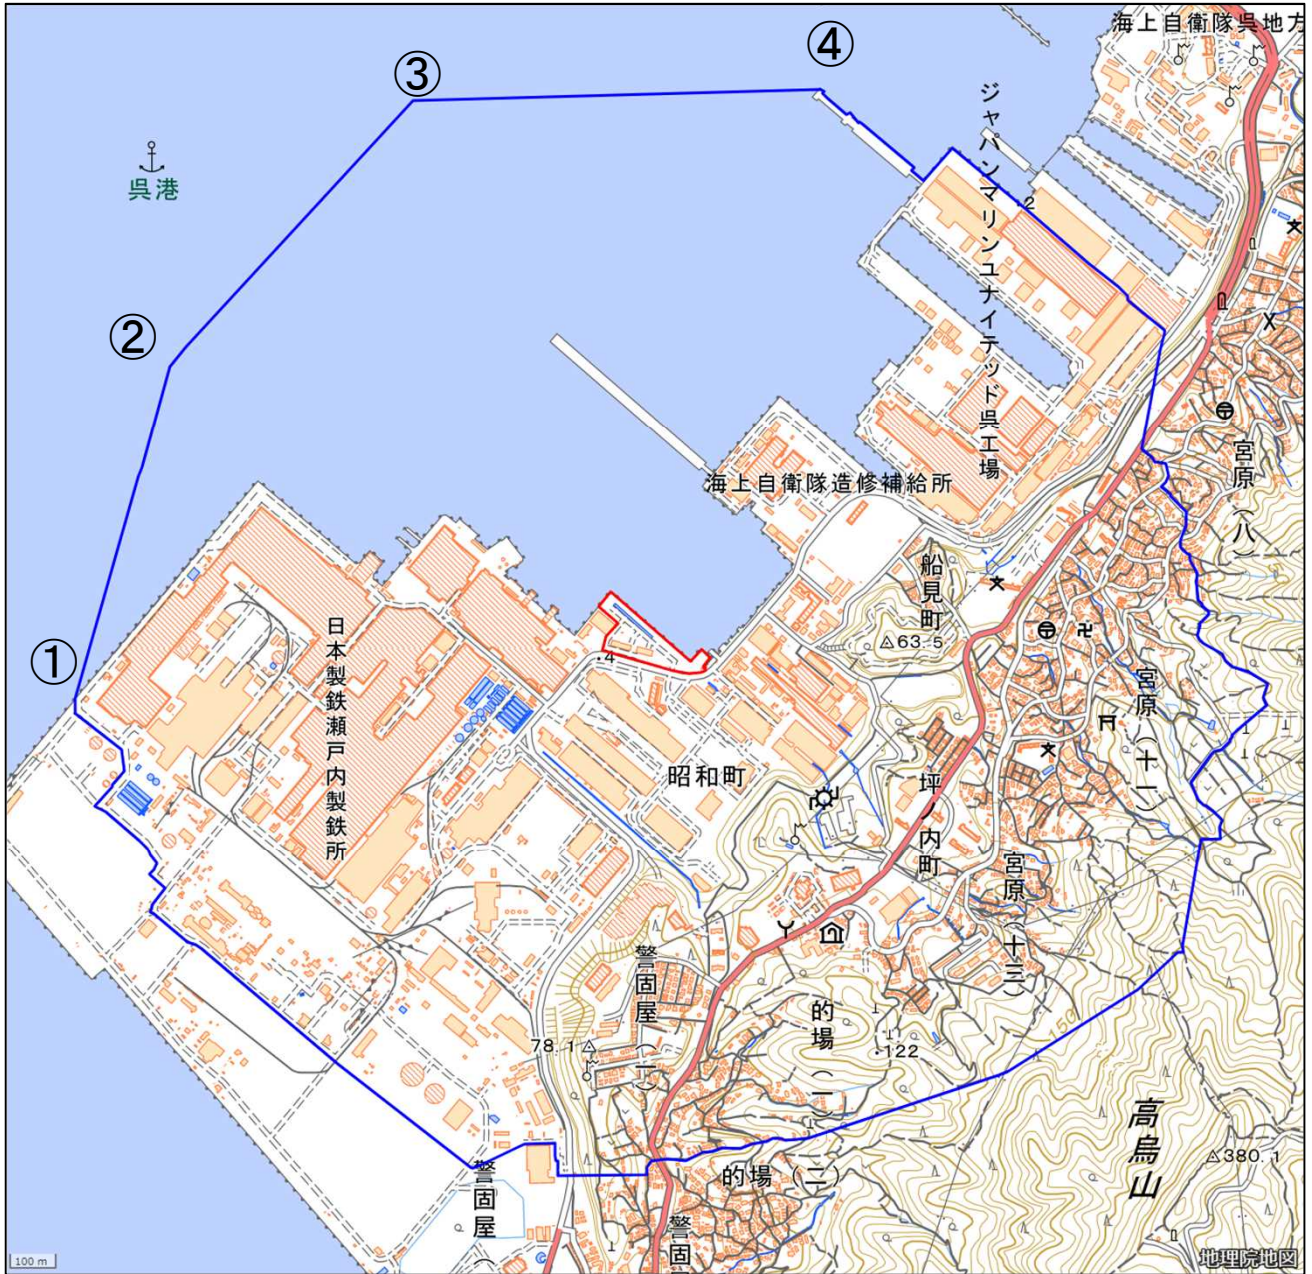 海上自衛隊呉地方
④
③
ジャパンマリンユナイテッド呉工場
呉港
2
②
宮原(八)
海上自衛隊造修補給所
船見町
63.5
①
日本製鉄瀬戸内製鉄所
4
宮原(十一)
昭和町
坪ノ内町
宮原(十三)
警固屋(一)
的場(一)
150
78.1
122
高烏山
380.1
的場(二)
警固屋(
警固
100 m
地理院地図